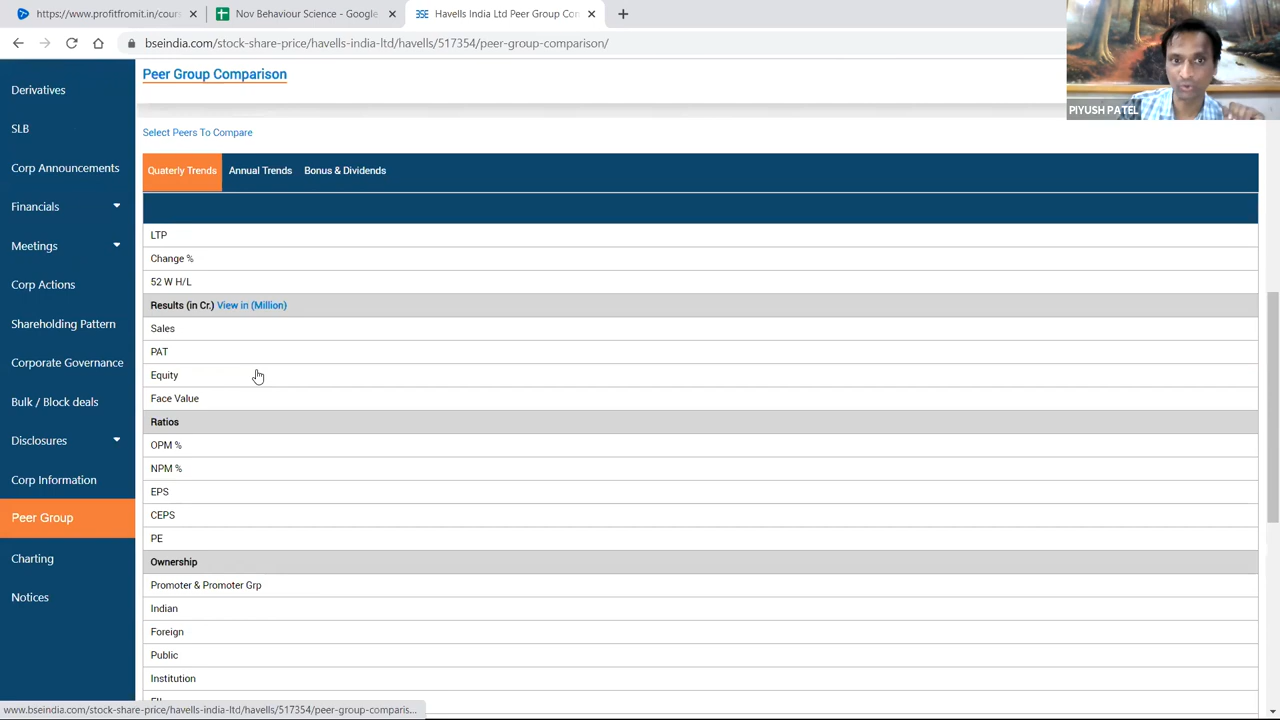 https://www.profitfromit.in/cour
Nov Behaviour Science - Google
Havells India Ltd Peer Group Con
bseindia.com/stock-share-price/havells-india-ltd/havells/517354/peer-group-comparison/
PIYUSH PATEL
Derivatives
SLB
Corp Announcements
Financials
Meetings
Corp Actions
Shareholding Pattern
Corporate Governance
Bulk / Block deals
Disclosures
Corp Information
Peer Group
Charting
Notices
Peer Group Comparison
Select Peers To Compare
Quaterly Trends Annual Trends Bonus & Dividends
LTP
Change %
52 W H/L
Results (in Cr.) View in (Million)
Sales
PAT
Equity
Face Value
Ratios
OPM %
NPM %
EPS
CEPS
PE
Ownership
Promoter & Promoter Grp
Indian
Foreign
Public
Institution
www.bseindia.com/stock-share-price/havells-india-ltd/havells/517354/peer-group-comparis...